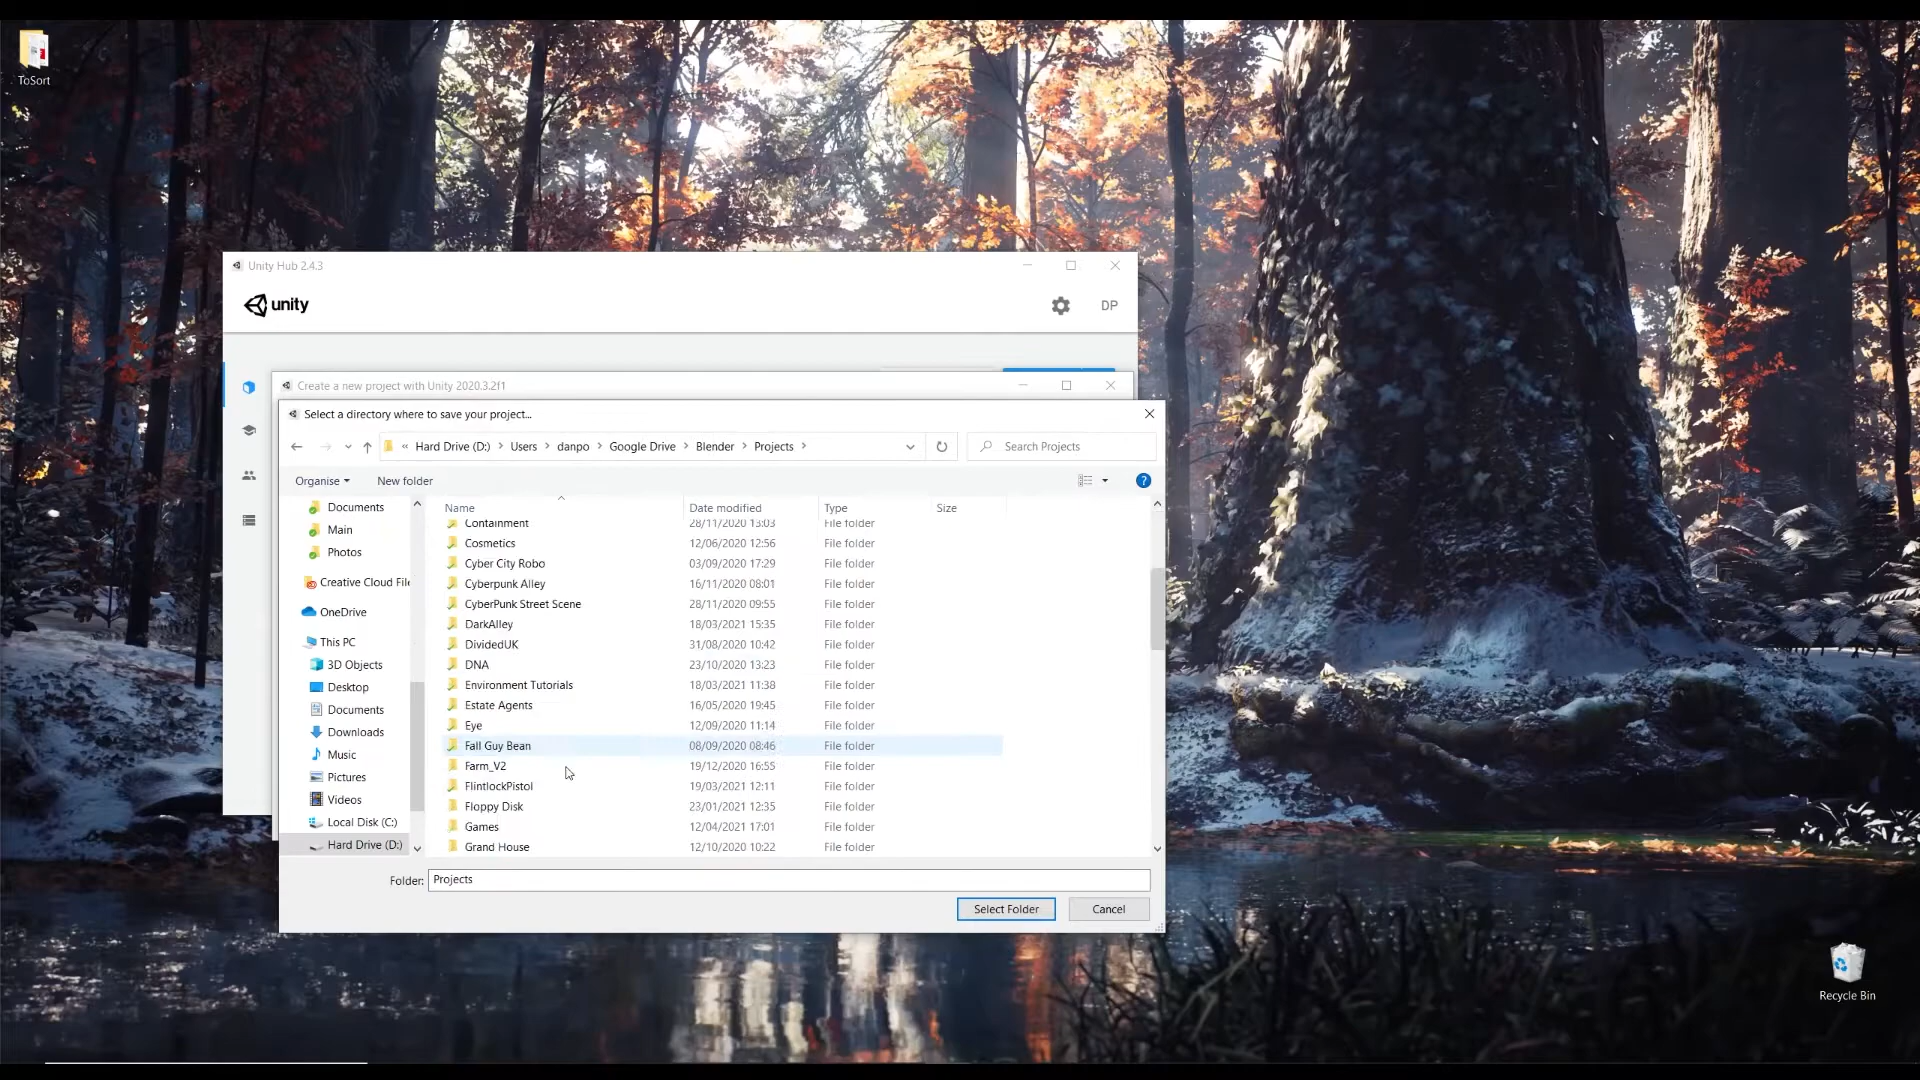 ToSort
Unity Hub 2.4.3
unity
DP
Create a new project with Unity 2020.3.2f1
Select a directory where to save your project...
« Hard Drive (D:) > Users > danpo > Google Drive > Blender > Projects >
Search Projects
Organise
New folder
?
Documents
Main
Photos
Creative Cloud File
OneDrive
This PC
3D Objects
Desktop
Documents
Downloads
Music
Pictures
Videos
Local Disk (C:)
Hard Drive (D:)
Name Date modified Type Size
Containment 28/11/2020 13:03 File folder
Cosmetics 12/06/2020 12:56 File folder
Cyber City Robo 03/09/2020 17:29 File folder
Cyberpunk Alley 16/11/2020 08:01 File folder
CyberPunk Street Scene 28/11/2020 09:55 File folder
DarkAlley 18/03/2021 15:35 File folder
DividedUK 31/08/2020 10:42 File folder
DNA 23/10/2020 13:23 File folder
Environment Tutorials 18/03/2021 11:38 File folder
Estate Agents 16/05/2020 19:45 File folder
Eye 12/09/2020 11:14 File folder
Fall Guy Bean 08/09/2020 08:46 File folder
Farm_V2 19/12/2020 16:55 File folder
FlintlockPistol 19/03/2021 12:11 File folder
Floppy Disk 23/01/2021 12:35 File folder
Games 12/04/2021 17:01 File folder
Grand House 12/10/2020 10:22 File folder
Folder: Projects
Select Folder
Cancel
Recycle Bin